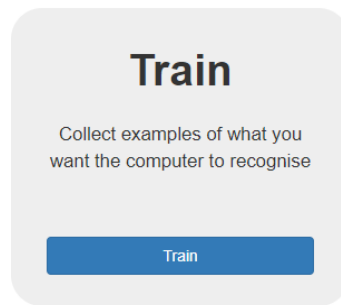 Train
Collect examples of what you
want the computer to recognise
Train